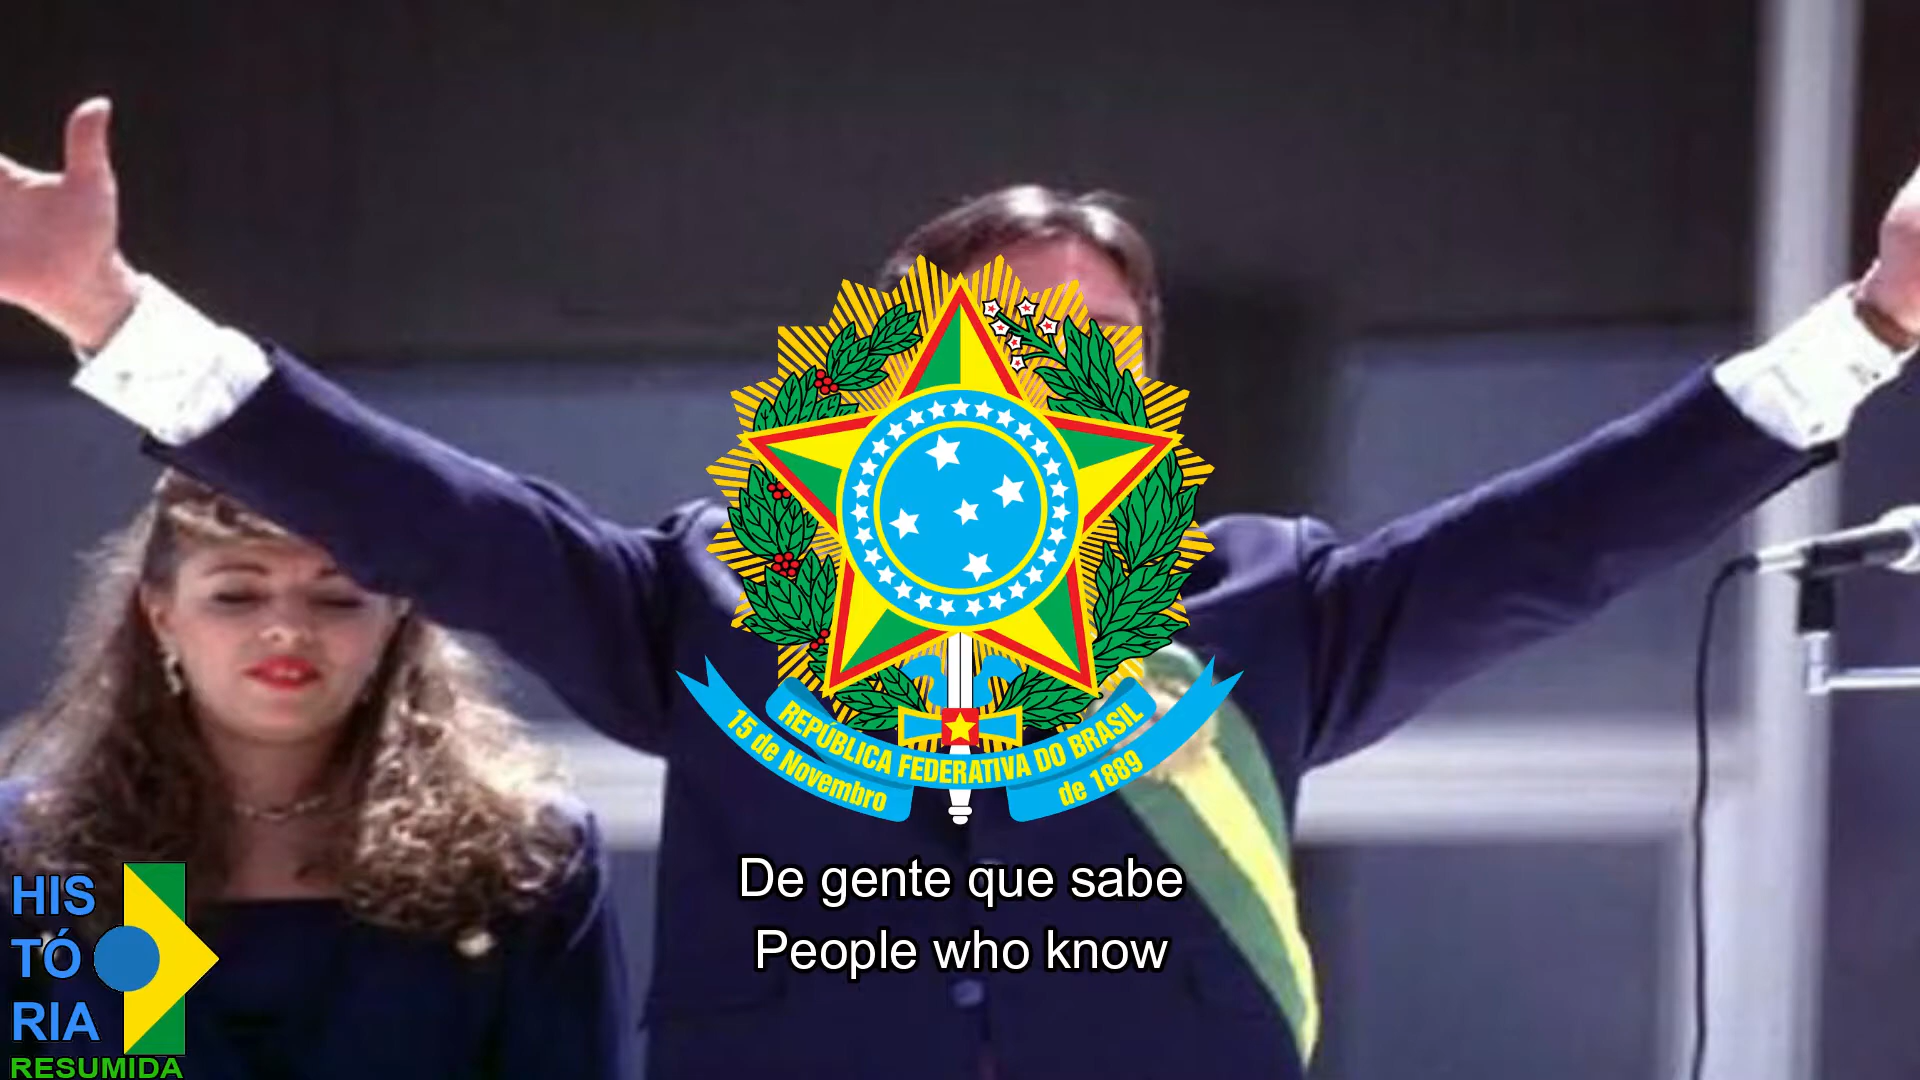 REPÚBLICA FEDERATIVA DO BRASIL
15 de Novembro
de 1889
De gente que sabe
People who know
HIS
TÓ
RIA
RESUMIDA